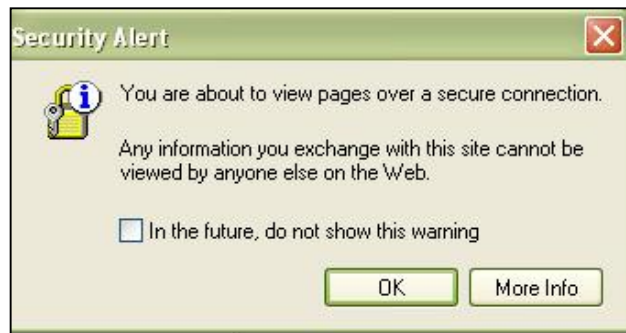 Security Alert
You are about to view pages over a secure connection.
Any information you exchange with this site cannot be
viewed by anyone else on the Web.
In the future, do not show this warning
OK More Info